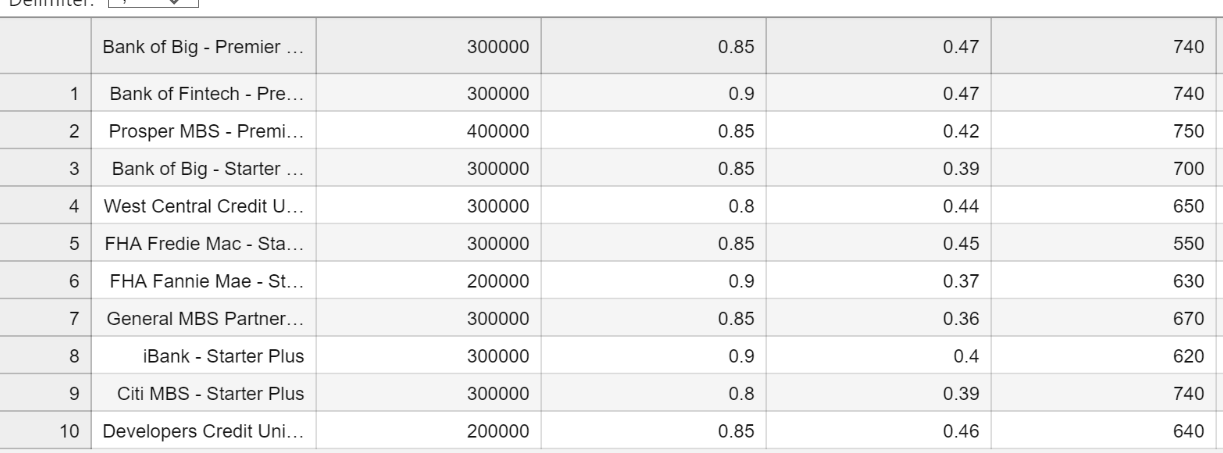 Delimiter: ,
Bank of Big - Premier ... 300000 0.85 0.47 740
1 Bank of Fintech - Pre... 300000 0.9 0.47 740
2 Prosper MBS - Premi... 400000 0.85 0.42 750
3 Bank of Big - Starter ... 300000 0.85 0.39 700
4 West Central Credit U... 300000 0.8 0.44 650
5 FHA Fredie Mac - Sta... 300000 0.85 0.45 550
6 FHA Fannie Mae - St... 200000 0.9 0.37 630
7 General MBS Partner... 300000 0.85 0.36 670
8 iBank - Starter Plus 300000 0.9 0.4 620
9 Citi MBS - Starter Plus 300000 0.8 0.39 740
10 Developers Credit Uni... 200000 0.85 0.46 640